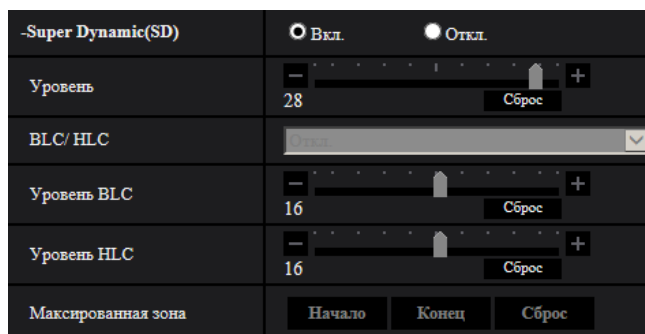 -Super Dynamic(SD) Вкл. Откл.
Уровень
28 Сброс
BLC/ HLC Откл.
Уровень BLC
16 Сброс
Уровень HLC
16 Сброс
Максированная зона Начало Конец Сброс